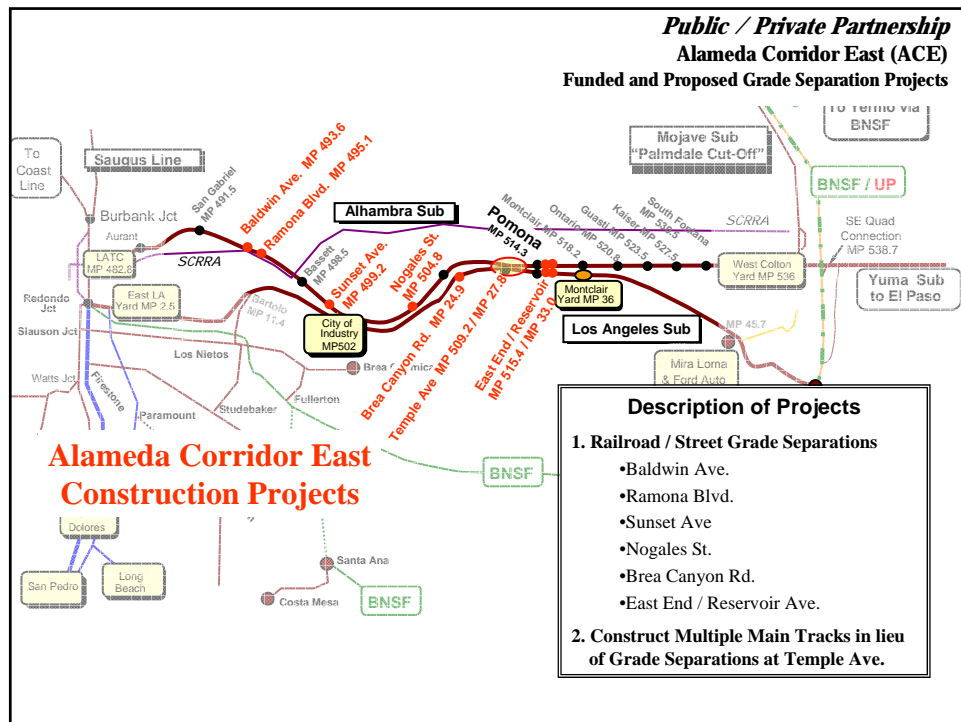 Public / Private Partnership
Alameda Corridor East (ACE)
Funded and Proposed Grade Separation Projects
To Yermo via
BNSF
Mojave Sub
"Palmdale Cut-Off"
BNSF / UP
To
Coast
Line
Saugus Line
Burbank Jct
Aurant
LATC
MP 482.8
SCRRA
San Gabriel
MP 491.5
Baldwin Ave. MP 493.6
Ramona Blvd. MP 495.1
Alhambra Sub
Bassett
MP 498.5
Sunset Ave.
MP 499.2
Nogales St.
MP 504.8
Pomona
MP 514.3
Montclair
MP 518.2
Ontario
MP 520.8
Guasti
MP 523.5
Kaiser
MP 527.5
South Fontana
MP 530.5
SCRRA
SE Quad
Connection
MP 538.7
West Colton
Yard MP 536
Yuma Sub
to El Paso
Redondo Jct
East LA
Yard MP 2.5
Bartolo
MP 11.4
City of
Industry
MP502
Brea Canyon Rd. MP 24.9
Temple Ave MP 509.2 / MP 27.8
East End / Reservoir
MP 515.4 / MP 33.0
Montclair
Yard MP 36
Los Angeles Sub
MP 45.7
Mira Loma
& Ford Auto
Slauson Jct
Los Nietos
Brea
Watts Jct
Firestone
Paramount
Studebaker
Fullerton
Alameda Corridor East
Construction Projects
BNSF
Dolores
San Pedro
Long
Beach
Santa Ana
Costa Mesa
BNSF
Description of Projects
1. Railroad / Street Grade Separations
•Baldwin Ave.
•Ramona Blvd.
•Sunset Ave
•Nogales St.
•Brea Canyon Rd.
•East End / Reservoir Ave.
2. Construct Multiple Main Tracks in lieu
of Grade Separations at Temple Ave.